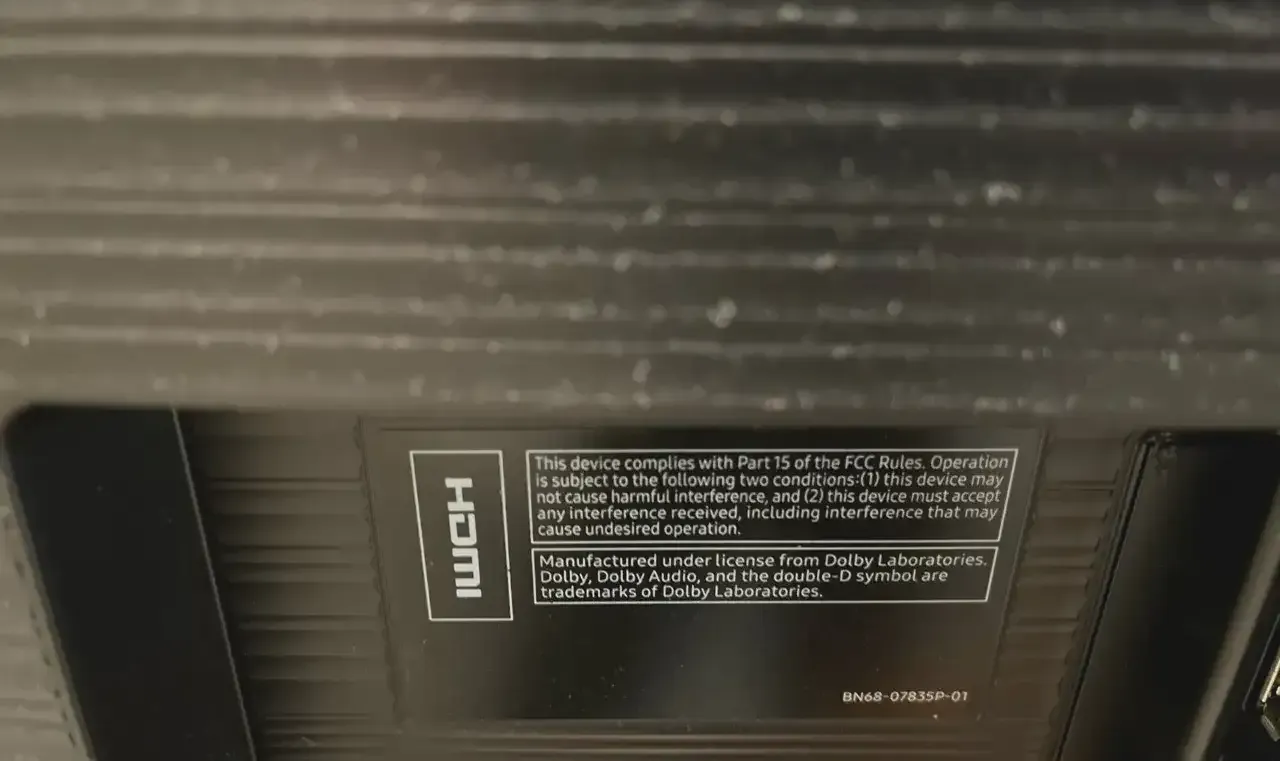 HDMI
This device complies with Part 15 of the FCC Rules. Operation
is subject to the following two conditions:(1) this device may
not cause harmful interference, and (2) this device must accept
any interference received, including interference that may
cause undesired operation.
Manufactured under license from Dolby Laboratories.
Dolby, Dolby Audio, and the double-D symbol are
trademarks of Dolby Laboratories.
BN68-07835P-01